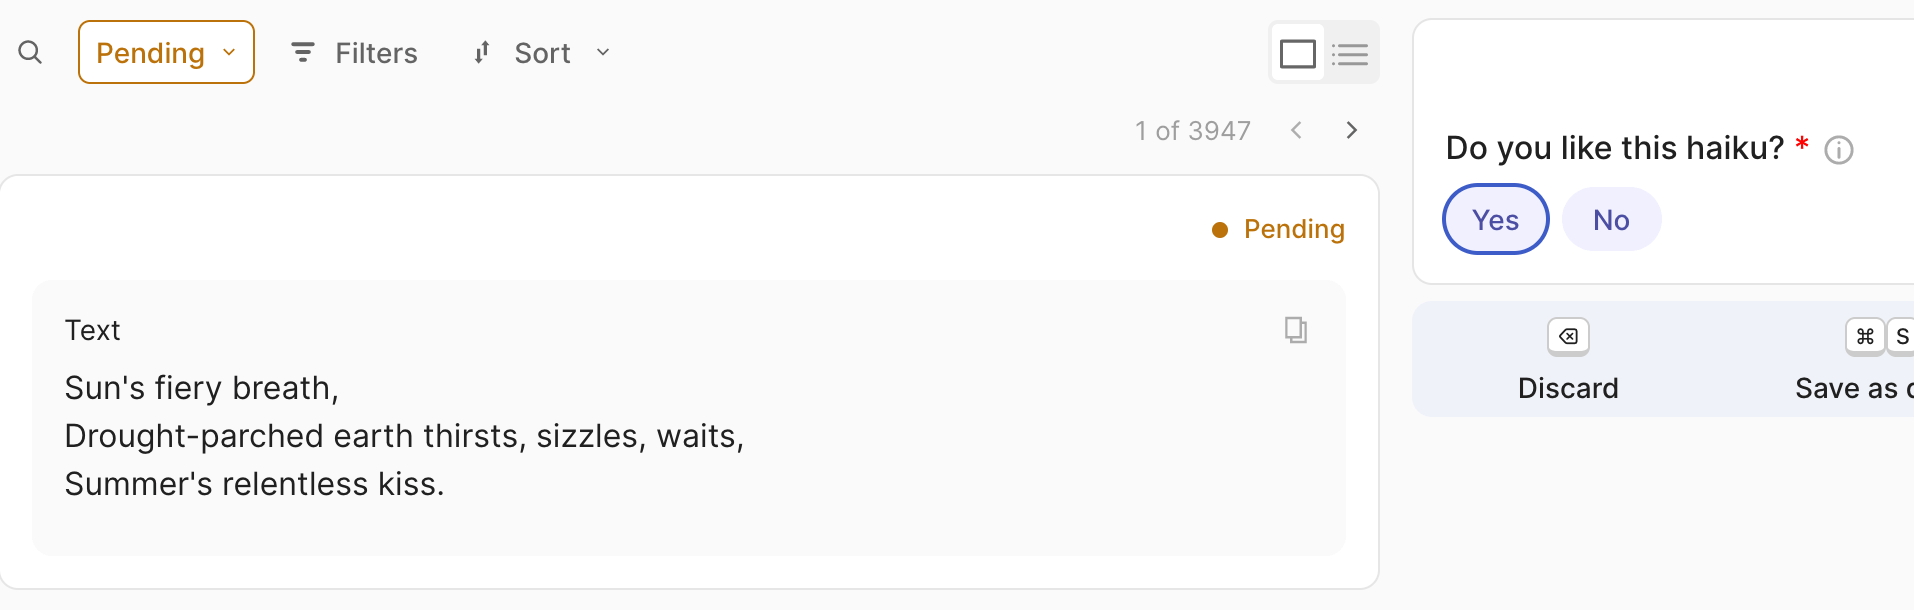 Pending
Filters
Sort
1 of 3947
Pending
Text
Sun's fiery breath,
Drought-parched earth thirsts, sizzles, waits,
Summer's relentless kiss.
Do you like this haiku? *
Yes
No
⌘ S
Discard
Save as